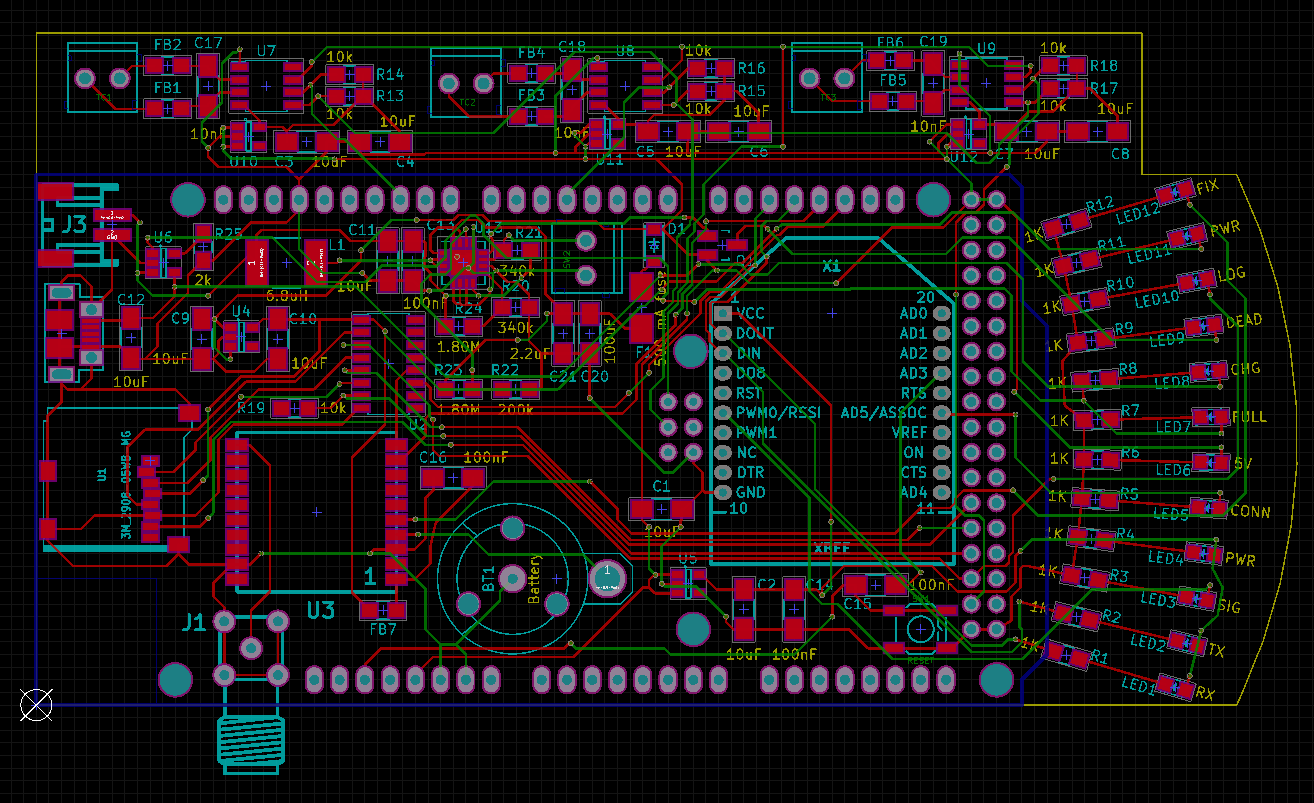 FB2
C17
U7
10k
R14
R13
10k
FB1
TC1
10nF
U10
C3
10uF
10uF
C4
FB4
C18
U8
10k
R16
R15
10k
10uF
FB3
TC2
10nF
U11
C5
10uF
C6
FB6
C19
U9
10k
R18
R17
10k
FB5
TC3
10nF
U12
C7
10uF
10uF
C8
J3
U6
R25
2k
1
2
L1
6.8uH
C11
C13
10uF
100nF
U13
R21
340k
R20
340k
R24
1.80M
R23
1.80M
R22
200k
SW2
D1
500 mA fuse
2.2uF
100uF
C21
C20
C12
10uF
C9
10uF
U4
C10
10uF
R19
10k
U2
U1
3M_2908-05WB-MG
C16
100nF
1
U3
J1
FB7
BT1
Battery
1
C1
10uF
U5
C2
C14
10uF
100nF
C15
100nF
RESET
X1
1
20
VCC
AD0
DOUT
AD1
DIN
AD2
DO8
AD3
RST
RTS
PWM0/RSSI
AD5/ASSOC
PWM1
VREF
NC
ON
DTR
CTS
GND
AD4
10
11
XBEE
1K
R12
LED12
FIX
1K
R11
LED11
PWR
1K
R10
LED10
LOG
1K
R9
LED9
DEAD
1K
R8
LED8
CHG
1K
R7
LED7
FULL
1K
R6
LED6
5V
1K
R5
LED5
CONN
1K
R4
LED4
PWR
1K
R3
LED3
SIG
1K
R2
LED2
TX
1K
R1
LED1
RX